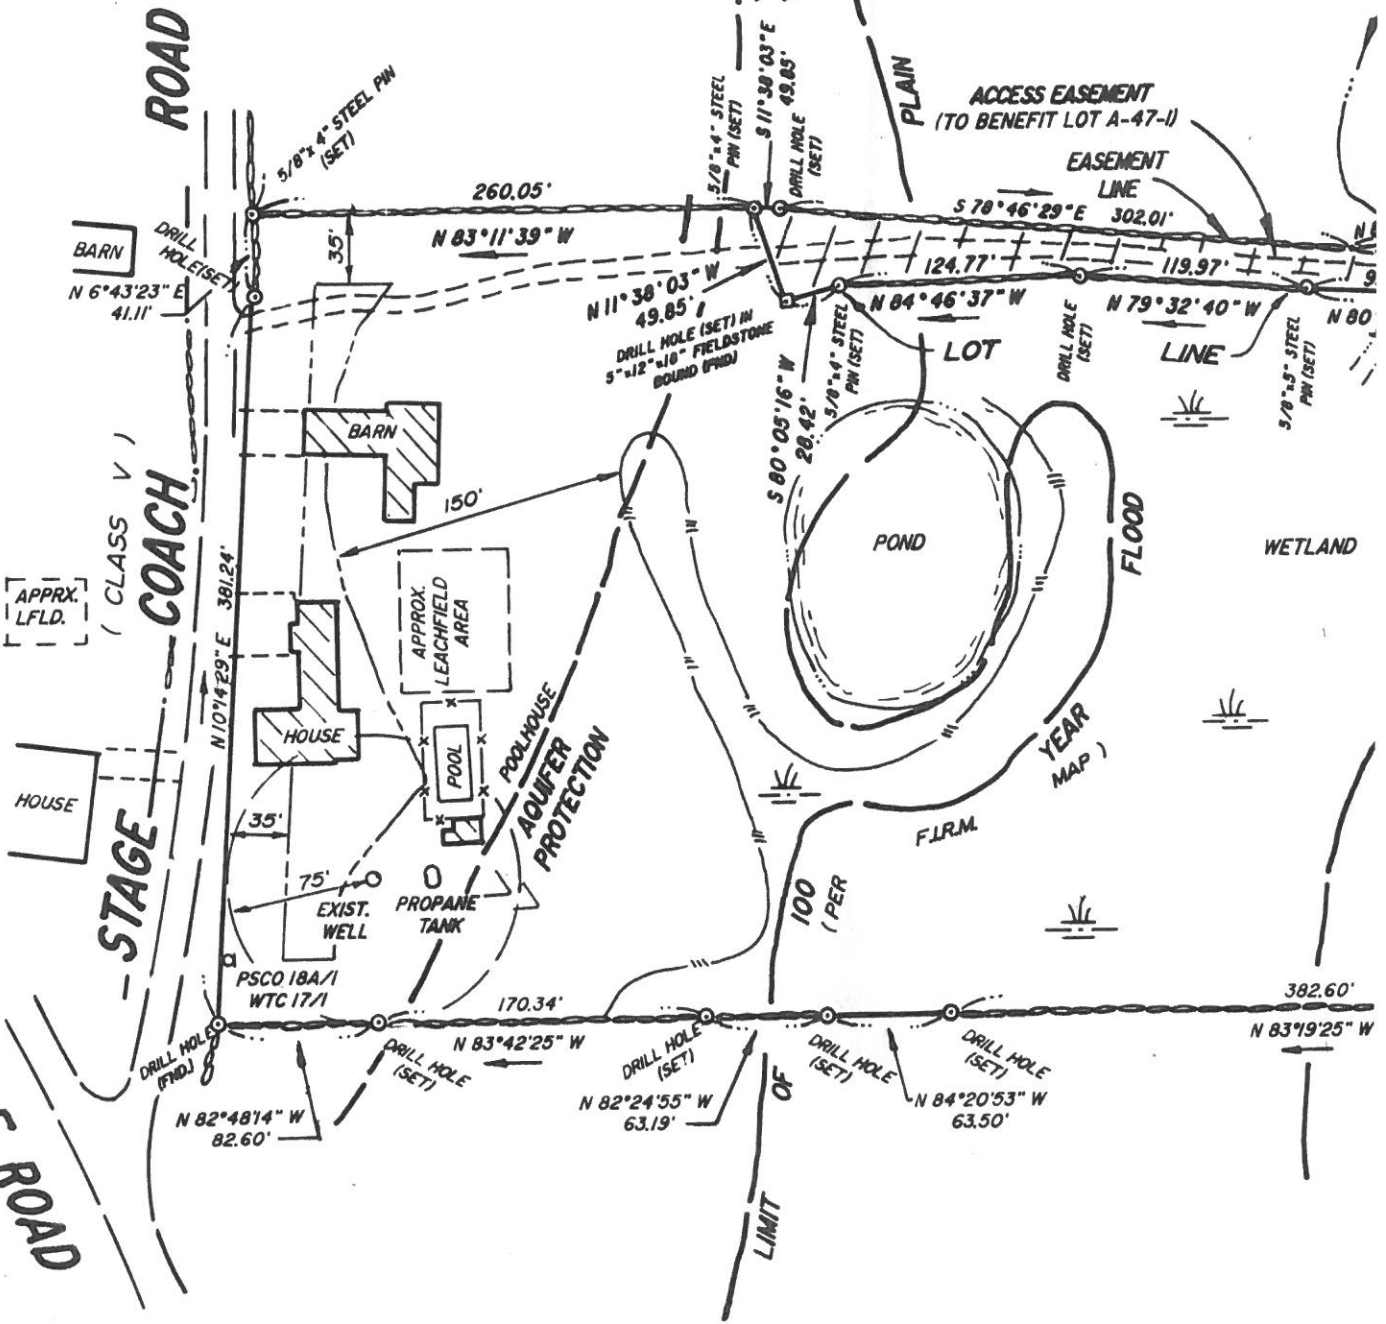 ROAD
5/8"x 4" STEEL PIN
(SET)
5/8"x4" STEEL
PIN (SET)
S 11°38'03"E
49.85'
DRILL HOLE
(SET)
PLAIN
ACCESS EASEMENT
(TO BENEFIT LOT A-47-1)
EASEMENT
LINE
260.05'
N 83°11'39" W
35'
S 78°46'29"E 302.01'
BARN
DRILL
HOLE(SET)
N 6°43'23" E
41.11'
N 11°38'03" W
49.85'
DRILL HOLE (SET) IN
5"x12"x18" FIELDSTONE
BOUND (FND)
124.77'
N 84°46'37" W
119.97'
N 79°32'40" W
N 80
LOT
LINE
S 80°05'16" W
28.42'
5/8"x4" STEEL
PIN (SET)
DRILL HOLE
(SET)
5/8"x5" STEEL
PIN (SET)
BARN
150'
COACH
( CLASS V )
APPRX.
LFLD.
N 10°14'29" E 381.24'
APPROX.
LEACHFIELD
AREA
POND
FLOOD
WETLAND
HOUSE
POOL
POOLHOUSE
AQUIFER
PROTECTION
YEAR
MAP )
HOUSE
STAGE
35'
75'
EXIST.
WELL
PROPANE
TANK
F.I.R.M.
100
( PER
PSCO 18A/1
WTC 17/1
170.34'
N 83°42'25" W
382.60'
N 83°19'25" W
DRILL HOLE
(FND)
DRILL HOLE
(SET)
DRILL HOLE
(SET)
DRILL HOLE
(SET)
DRILL HOLE
(SET)
N 82°48'14" W
82.60'
N 82°24'55" W
63.19'
OF
N 84°20'53" W
63.50'
ROAD
LIMIT